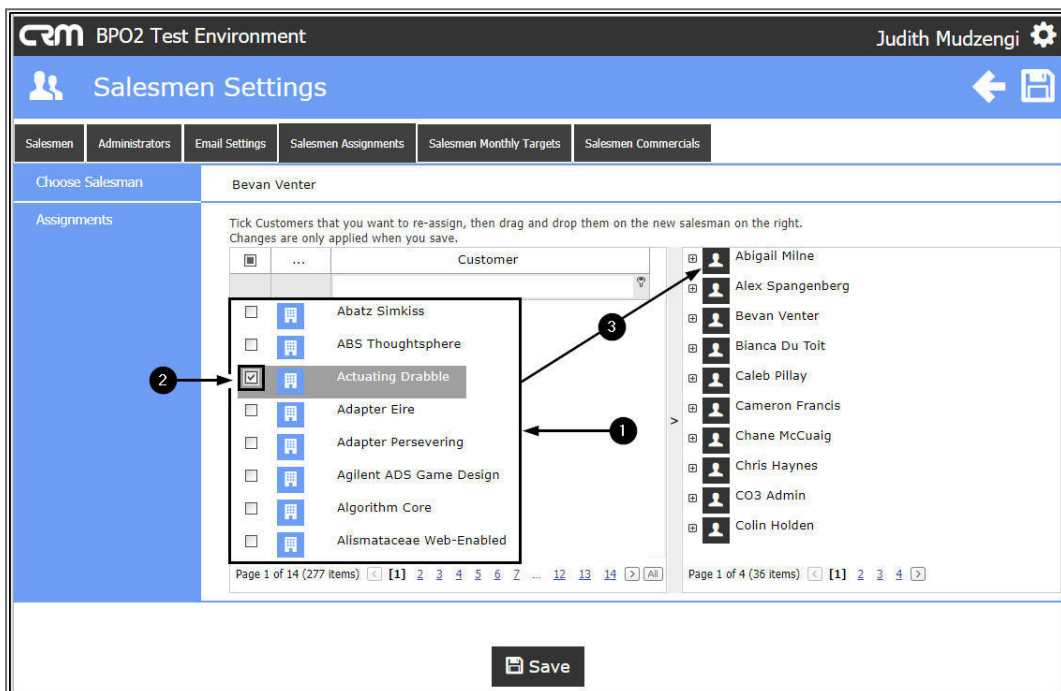 CRM BPO2 Test Environment
Judith Mudzengi
Salesmen Settings
Salesmen
Administrators
Email Settings
Salesmen Assignments
Salesmen Monthly Targets
Salesmen Commercials
Choose Salesman
Bevan Venter
Assignments
Tick Customers that you want to re-assign, then drag and drop them on the new salesman on the right.
Changes are only applied when you save.
... Customer
Abatz Simkiss
ABS Thoughtsphere
Actuating Drabble
Adapter Eire
Adapter Persevering
Agilent ADS Game Design
Algorithm Core
Alismataceae Web-Enabled
Page 1 of 14 (277 items) < [1] 2 3 4 5 6 7 ... 12 13 14 > All
1
2
3
>
Abigail Milne
Alex Spangenberg
Bevan Venter
Bianca Du Toit
Caleb Pillay
Cameron Francis
Chane McCuaig
Chris Haynes
CO3 Admin
Colin Holden
Page 1 of 4 (36 items) < [1] 2 3 4 >
Save